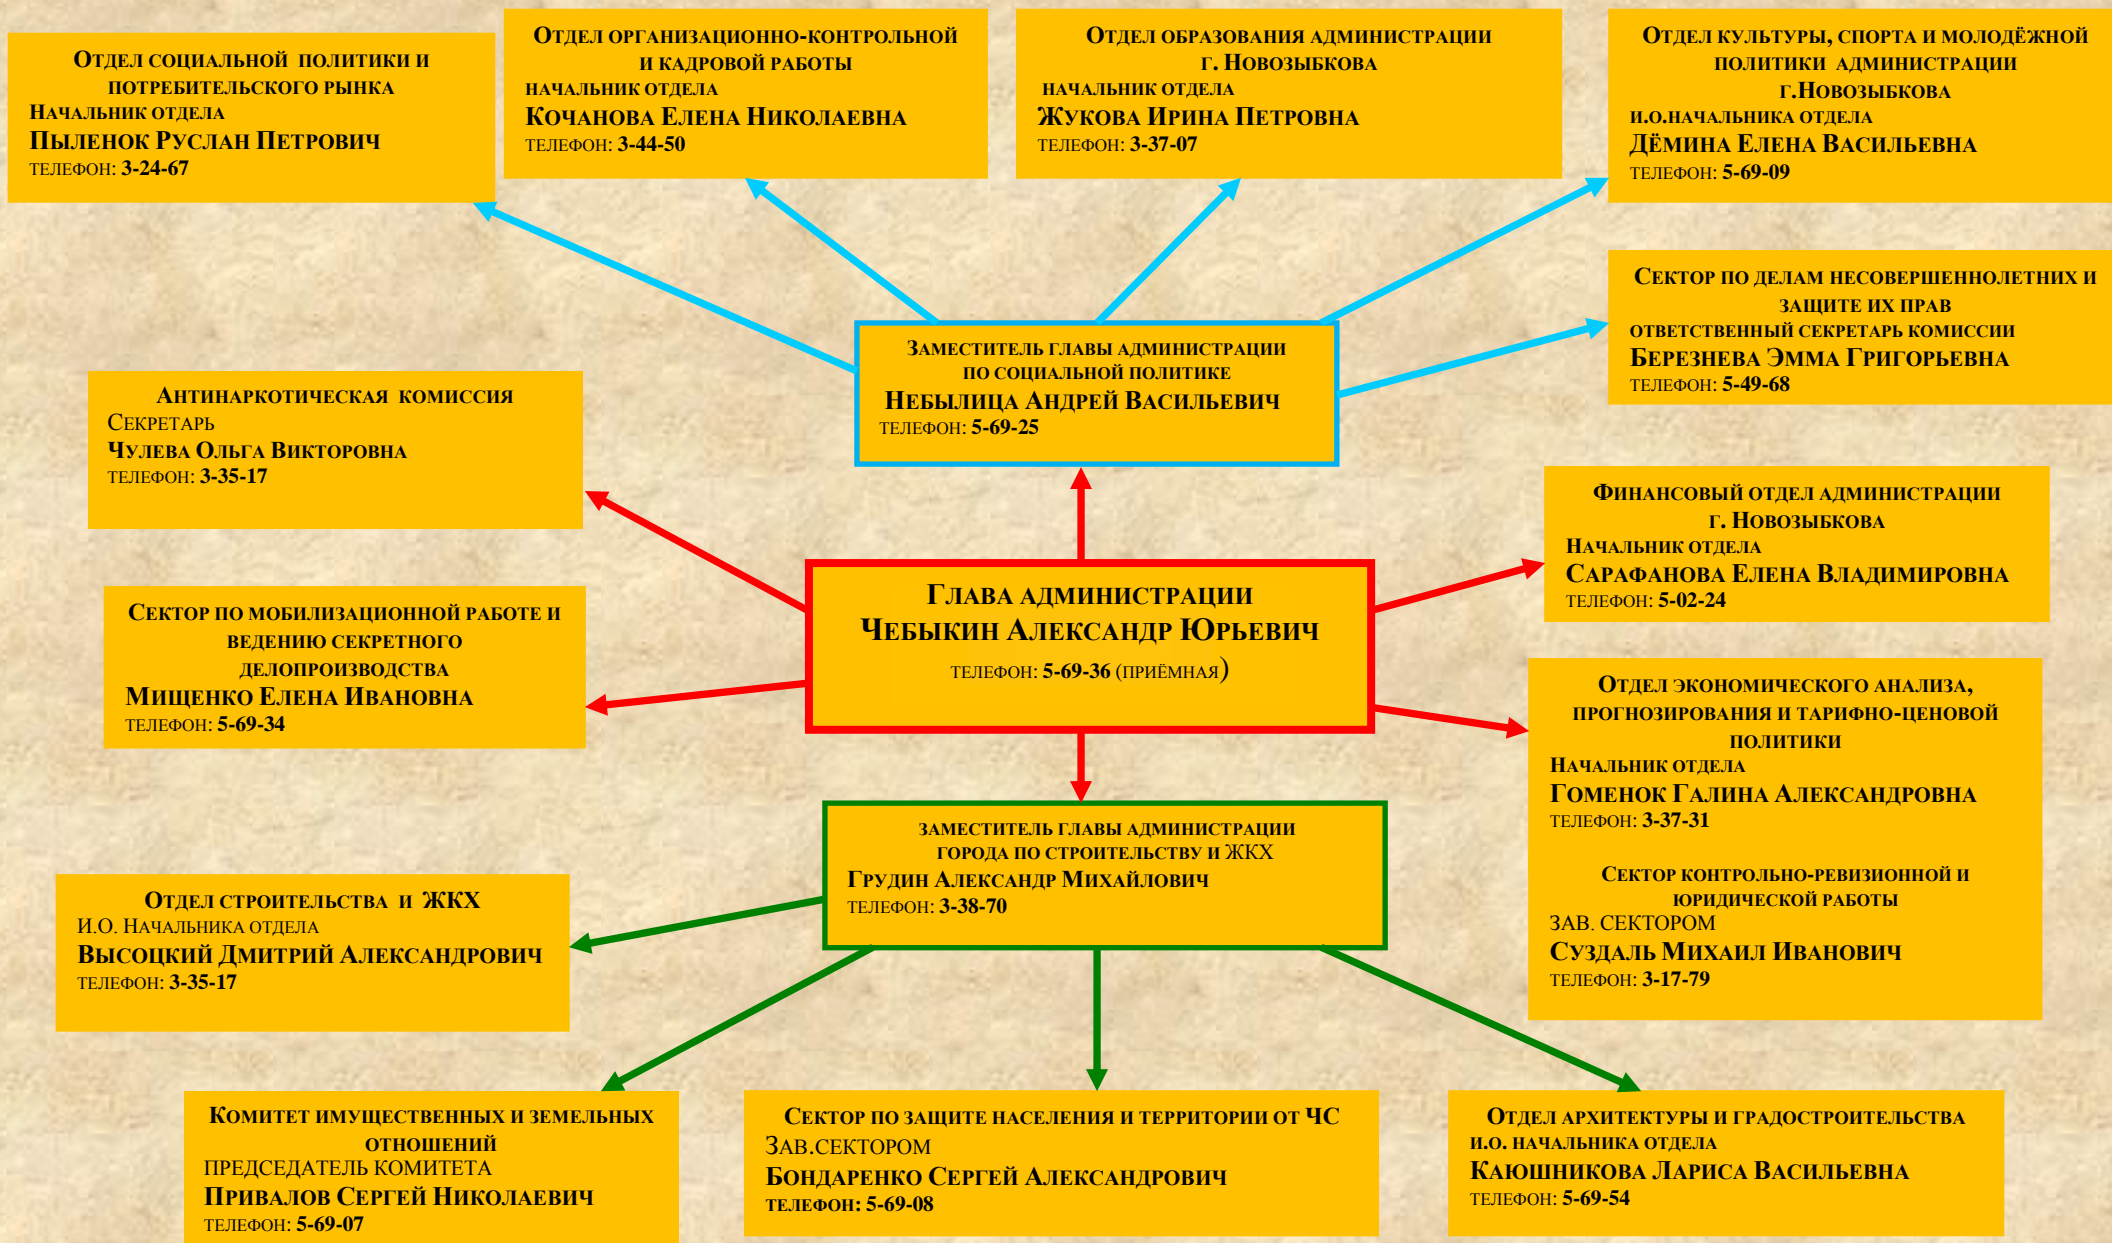 Отдел социальной политики и
потребительского рынка
Начальник отдела
Пыленок Руслан Петрович
телефон: 3-24-67
Отдел организационно-контрольной
и кадровой работы
начальник отдела
Кочанова Елена Николаевна
телефон: 3-44-50
Отдел образования администрации
г. Новозыбкова
начальник отдела
Жукова Ирина Петровна
телефон: 3-37-07
Отдел культуры, спорта и молодёжной
политики администрации
г.Новозыбкова
и.о.начальника отдела
Дёмина Елена Васильевна
телефон: 5-69-09
Сектор по делам несовершеннолетних и
защите их прав
ответственный секретарь комиссии
Березнева Эмма Григорьевна
телефон: 5-49-68
Заместитель главы администрации
по социальной политике
Небылица Андрей Васильевич
телефон: 5-69-25
Антинаркотическая комиссия
Секретарь
Чулева Ольга Викторовна
телефон: 3-35-17
Финансовый отдел администрации
г. Новозыбкова
Начальник отдела
Сарафанова Елена Владимировна
телефон: 5-02-24
Глава администрации
Чебыкин Александр Юрьевич
телефон: 5-69-36 (приёмная)
Сектор по мобилизационной работе и
ведению секретного
делопроизводства
Мищенко Елена Ивановна
телефон: 5-69-34
Отдел экономического анализа,
прогнозирования и тарифно-ценовой
политики
Начальник отдела
Гоменок Галина Александровна
телефон: 3-37-31
Сектор контрольно-ревизионной и
юридической работы
зав. сектором
Суздаль Михаил Иванович
телефон: 3-17-79
заместитель главы администрации
города по строительству и ЖКХ
Грудин Александр Михайлович
телефон: 3-38-70
Отдел строительства и ЖКХ
И.О. Начальника отдела
Высоцкий Дмитрий Александрович
телефон: 3-35-17
Комитет имущественных и земельных
отношений
председатель комитета
Привалов Сергей Николаевич
телефон: 5-69-07
Сектор по защите населения и территории от ЧС
Зав.сектором
Бондаренко Сергей Александрович
телефон: 5-69-08
Отдел архитектуры и градостроительства
и.о. начальника отдела
Каюшникова Лариса Васильевна
телефон: 5-69-54